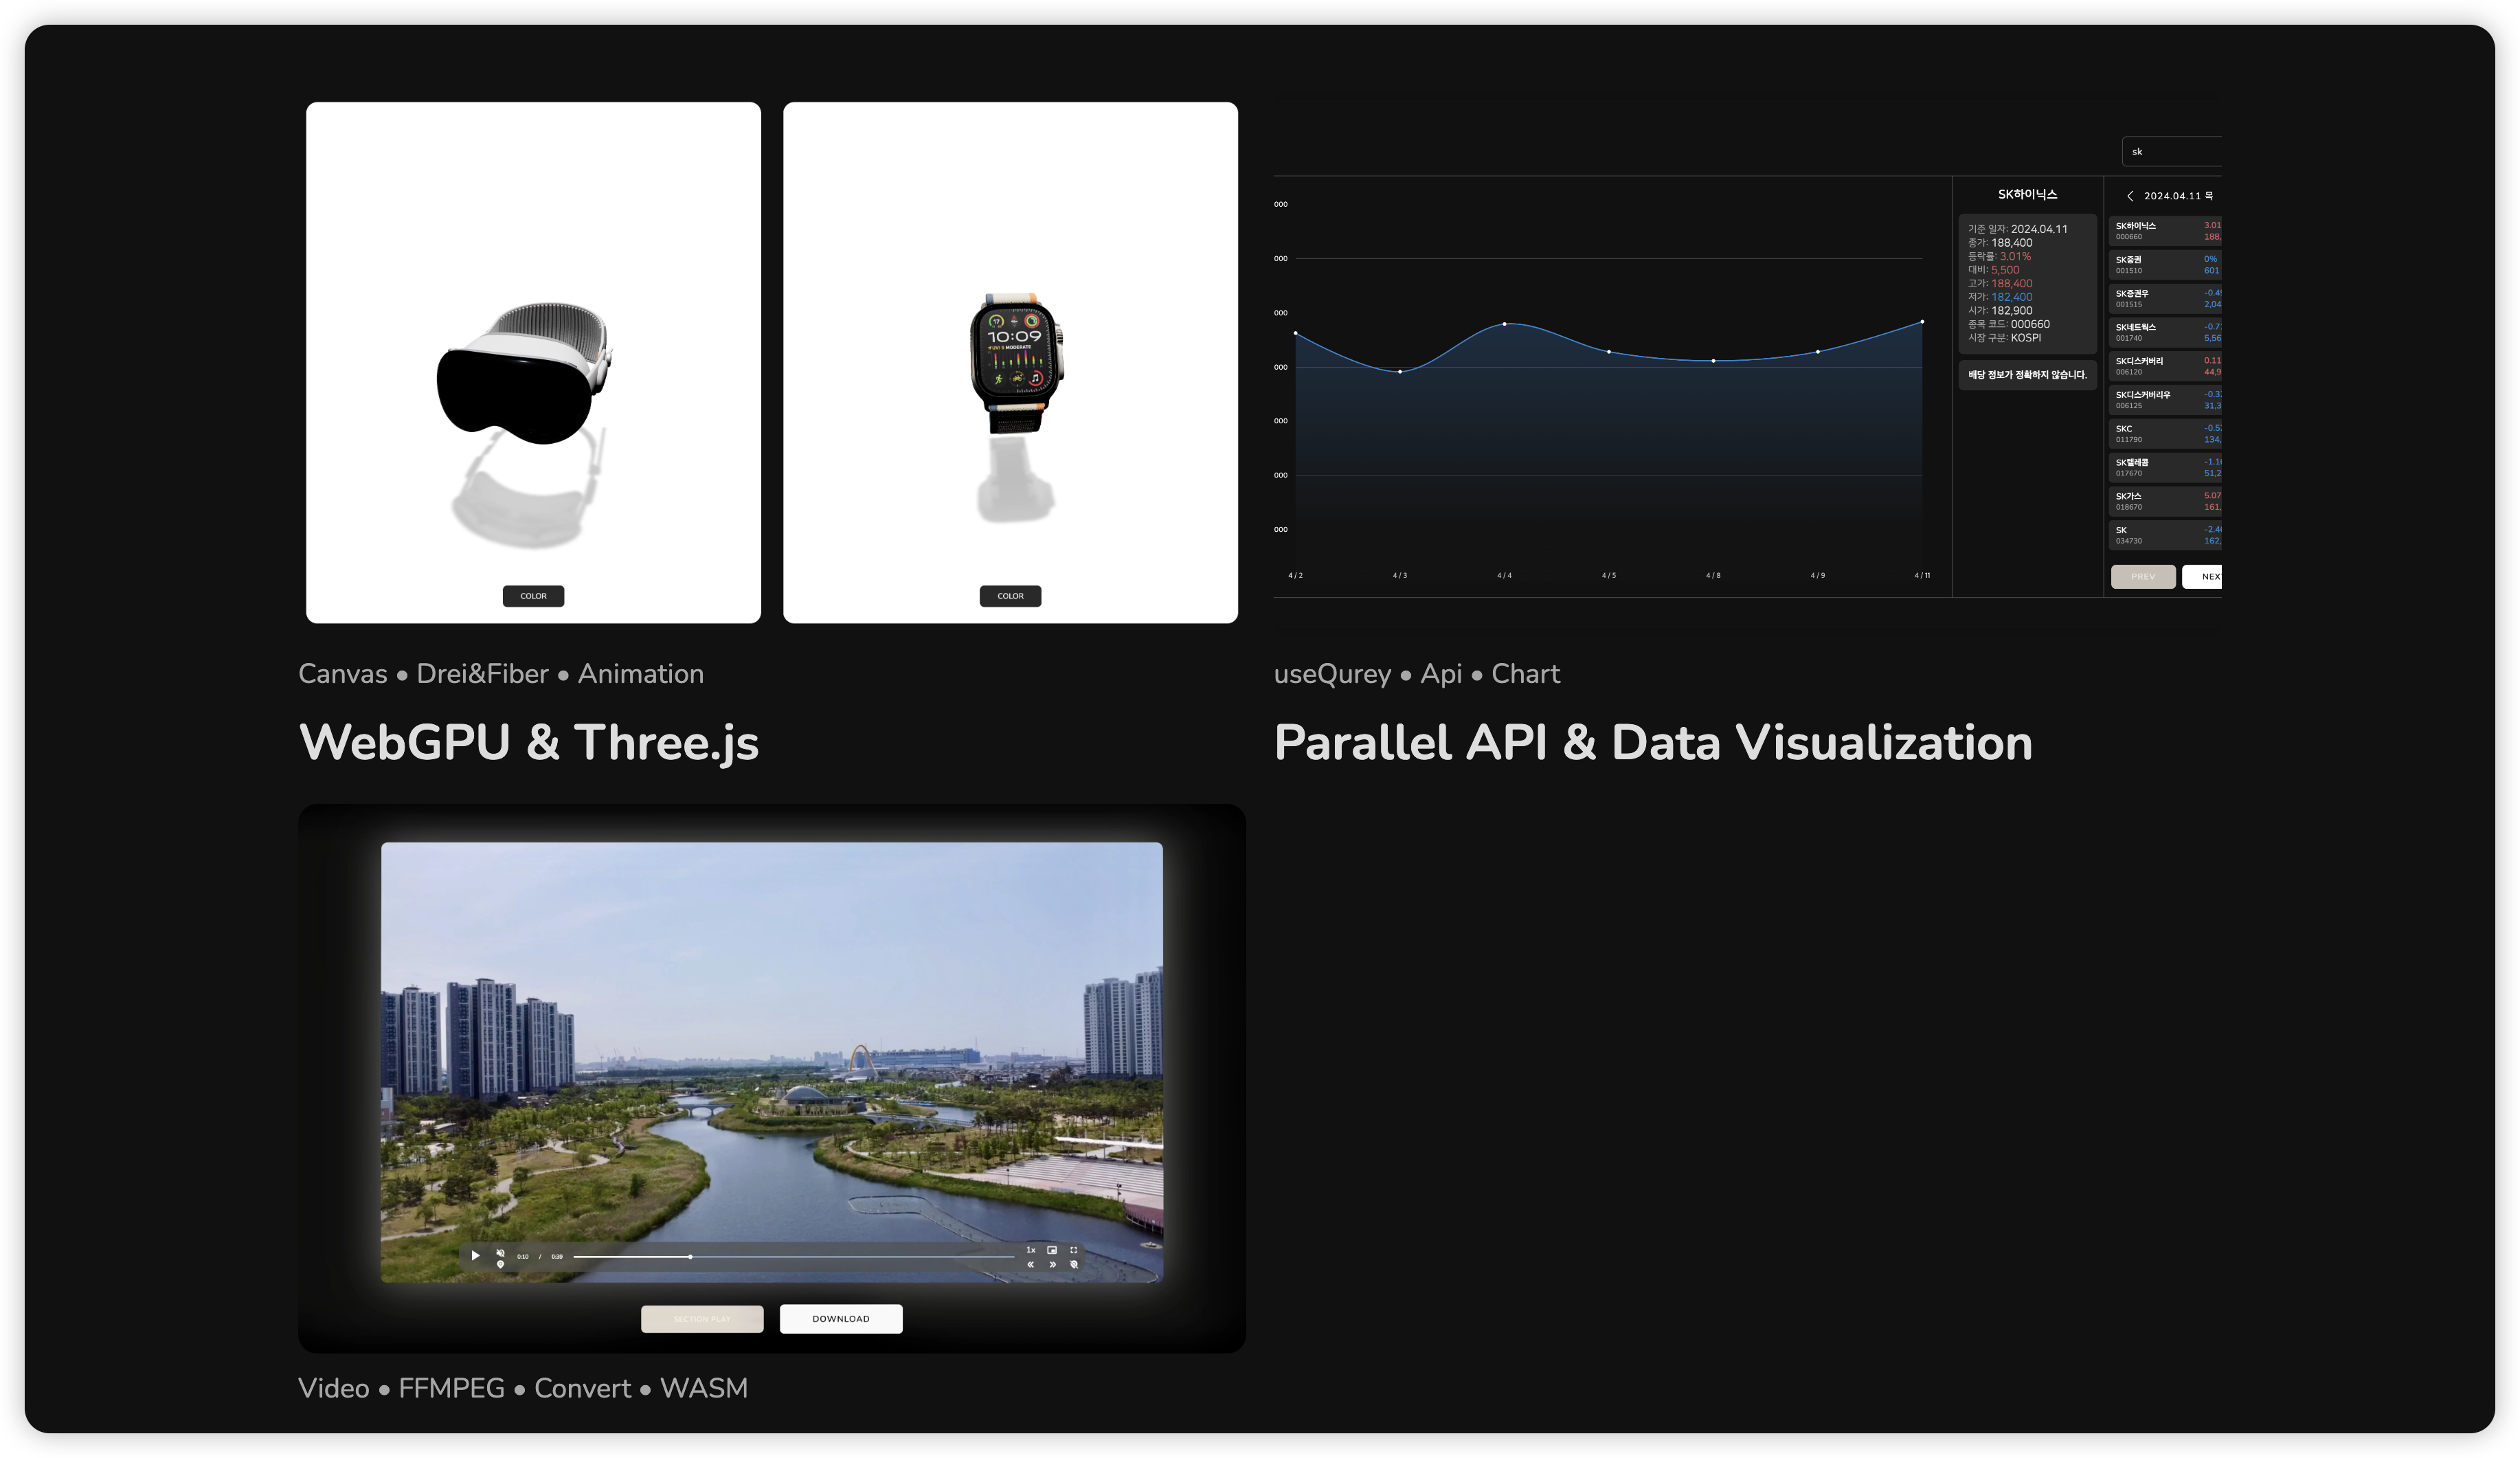 COLOR
10:09
UVI 8 MODERATE
COLOR
sk
000
000
000
000
000
000
000
4 / 2
4 / 3
4 / 4
4 / 5
4 / 8
4 / 9
4 / 11
SK하이닉스
기준 일자: 2024.04.11
종가: 188,400
등락률: 3.01%
대비: 5,500
고가: 188,400
저가: 182,400
시가: 182,900
종목 코드: 000660
시장 구분: KOSPI
배당 정보가 정확하지 않습니다.
2024.04.11 목
SK하이닉스 3.01
000660 188,
SK증권 0%
001510 601
SK증권우 -0.4
001515 2,04
SK네트웍스 -0.7
001740 5,56
SK디스커버리 0.11
006120 44,9
SK디스커버리우 -0.3
006125 31,3
SKC -0.5
011790 134,
SK텔레콤 -1.1
017670 51,2
SK가스 5.07
018670 161,
SK -2.4
034730 162,
PREV
NEX
Canvas • Drei&Fiber • Animation
WebGPU & Three.js
useQurey • Api • Chart
Parallel API & Data Visualization
0:10 / 0:39
1x
SECTION PLAY
DOWNLOAD
Video • FFMPEG • Convert • WASM